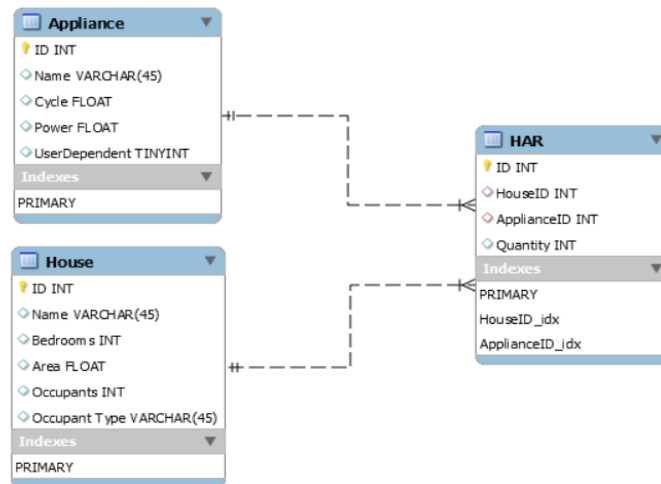 Appliance
ID INT
Name VARCHAR(45)
Cycle FLOAT
Power FLOAT
UserDependent TINYINT
Indexes
PRIMARY
House
ID INT
Name VARCHAR(45)
Bedrooms INT
Area FLOAT
Occupants INT
Occupant Type VARCHAR(45)
Indexes
PRIMARY
HAR
ID INT
HouseID INT
ApplianceID INT
Quantity INT
Indexes
PRIMARY
HouseID_idx
ApplianceID_idx